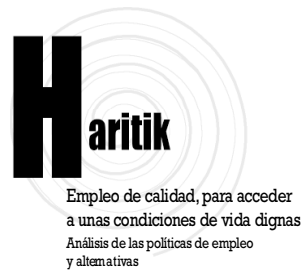 Haritik
Empleo de calidad, para acceder
a unas condiciones de vida dignas
Análisis de las políticas de empleo
y alternativas